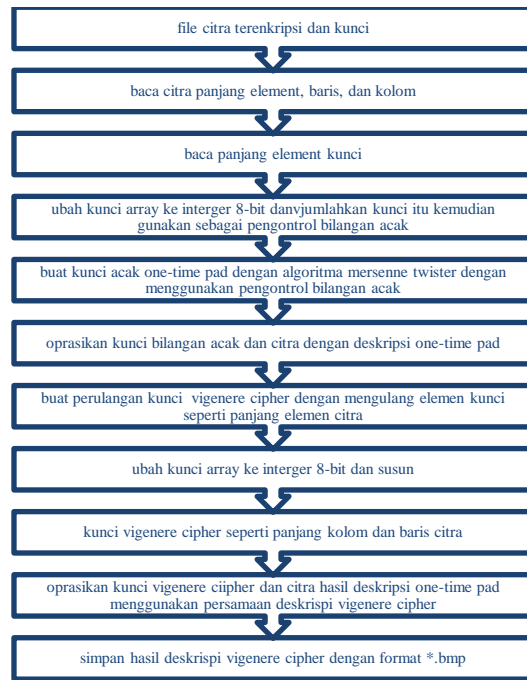 file citra terenkripsi dan kunci
baca citra panjang element, baris, dan kolom
baca panjang element kunci
ubah kunci array ke interger 8-bit danvjumlahkan kunci itu kemudian
gunakan sebagai pengontrol bilangan acak
buat kunci acak one-time pad dengan algoritma mersenne twister dengan
menggunakan pengontrol bilangan acak
oprasikan kunci bilangan acak dan citra dengan deskripsi one-time pad
buat perulangan kunci vigenere cipher dengan mengulang elemen kunci
seperti panjang elemen citra
ubah kunci array ke interger 8-bit dan susun
kunci vigenere cipher seperti panjang kolom dan baris citra
oprasikan kunci vigenere ciipher dan citra hasil deskripsi one-time pad
menggunakan persamaan deskrispi vigenere cipher
simpan hasil deskrispi vigenere cipher dengan format *.bmp